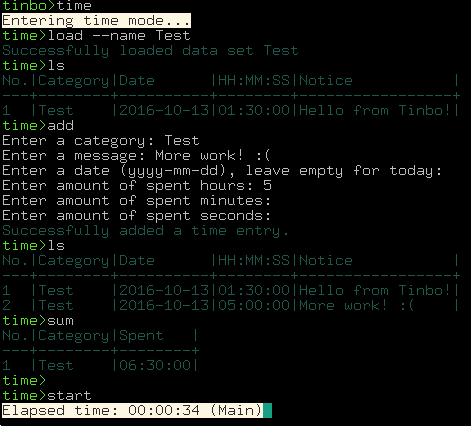 tinbo>time
Entering time mode...
time>load --name Test
Successfully loaded data set Test
time>ls
No.|Category|Date      |HH:MM:SS|Notice           |
---+--------+----------+--------+-----------------+
1  |Test    |2016-10-13|01:30:00|Hello from Tinbo!|
time>add
Enter a category: Test
Enter a message: More work! :(
Enter a date (yyyy-mm-dd), leave empty for today:
Enter amount of spent hours: 5
Enter amount of spent minutes:
Enter amount of spent seconds:
Successfully added a time entry.
time>ls
No.|Category|Date      |HH:MM:SS|Notice           |
---+--------+----------+--------+-----------------+
1  |Test    |2016-10-13|01:30:00|Hello from Tinbo!|
2  |Test    |2016-10-13|05:00:00|More work! :(    |
time>sum
No.|Category|Spent   |
---+--------+--------+
1  |Test    |06:30:00|
time>
time>start
Elapsed time: 00:00:34 (Main)